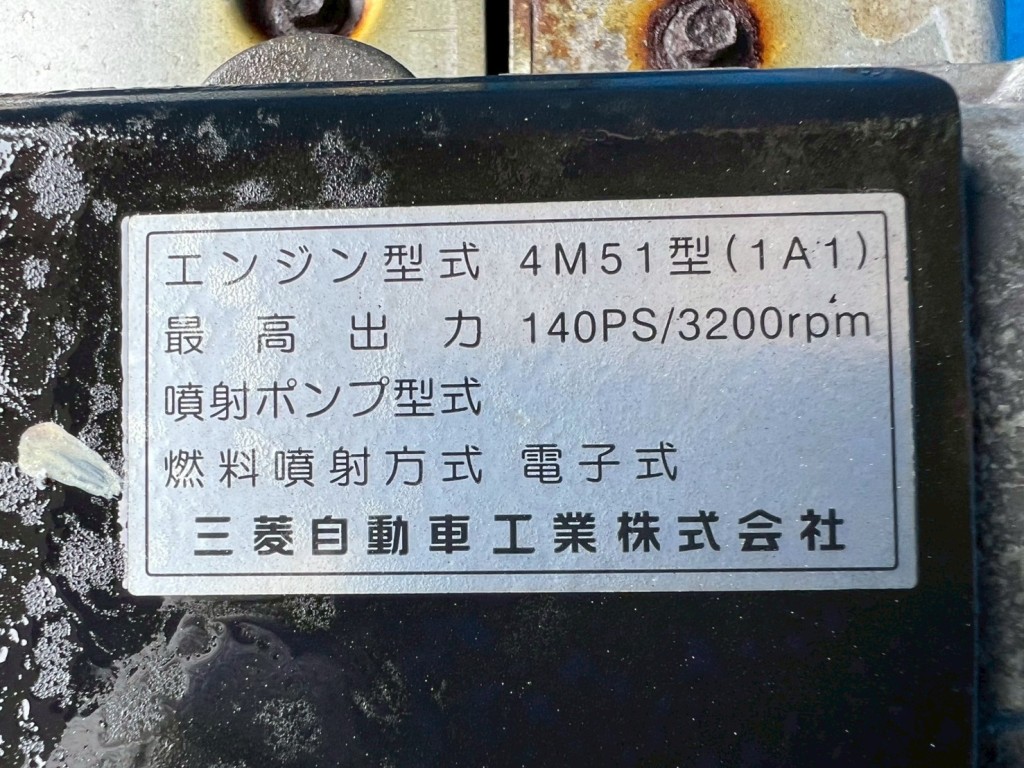 エンジン型式 4M51型(1A1)
最高出力 140PS/3200rpm
噴射ポンプ型式
燃料噴射方式 電子式
三菱自動車工業株式会社